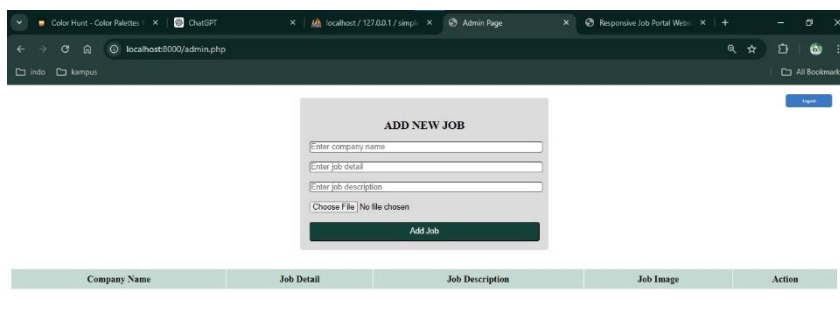 Color Hunt - Color Palettes
ChatGPT
localhost / 127.0.0.1 / simpl
Admin Page
Responsive Job Portal Webs
localhost:8000/admin.php
indo
kampus
All Bookmark
Logout
ADD NEW JOB
Enter company name
Enter job detail
Enter job description
Choose File No file chosen
Add Job
Company Name Job Detail Job Description Job Image Action